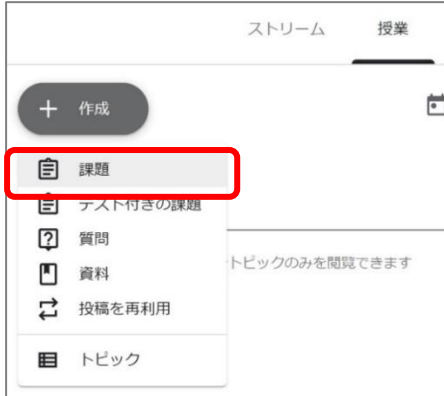 ストリーム 授業
作成
課題
テスト付きの課題
質問
資料
トピックのみを閲覧できます
投稿を再利用
トピック